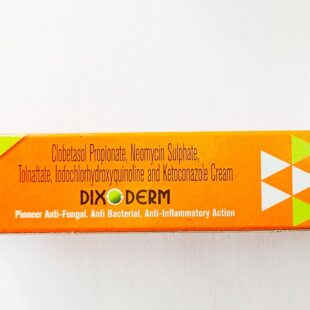 Clobetasol Propionate, Neomycin Sulphate,
Tolnaftate, Iodochlorhydroxyquinoline and Ketoconazole Cream
DIXODERM
Pioneer Anti-Fungal, Anti Bacterial, Anti-Inflammatory Action